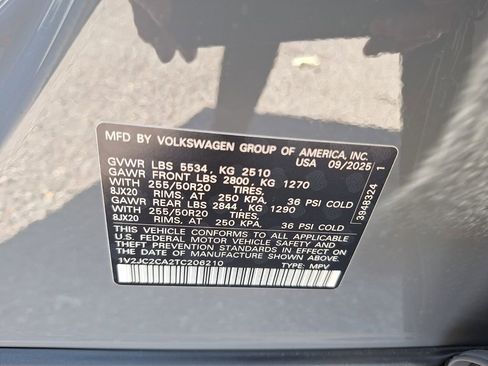 MFD BY VOLKSWAGEN GROUP OF AMERICA, INC.
USA 09/2025
GVWR LBS 5534, KG 2510
GAWR FRONT LBS 2800, KG 1270
WITH 255/50R20 TIRES,
8JX20 RIMS, AT 250 KPA, 36 PSI COLD
GAWR REAR LBS 2844, KG 1290
WITH 255/50R20 TIRES,
8JX20 RIMS, AT 250 KPA, 36 PSI COLD
THIS VEHICLE CONFORMS TO ALL APPLICABLE
U.S. FEDERAL MOTOR VEHICLE SAFETY AND
THEFT PREVENTION STANDARDS IN EFFECT ON
THE DATE OF MANUFACTURE SHOWN ABOVE.
1V2JC2CA2TC206210 TYPE: MPV
3949324 1